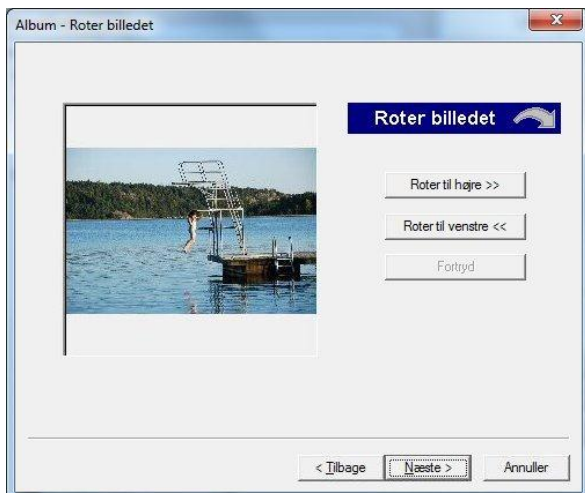 Album - Roter billedet
Roter billedet
Roter til højre >>
Roter til venstre <<
Fortryd
< Tilbage
Næste >
Annuller